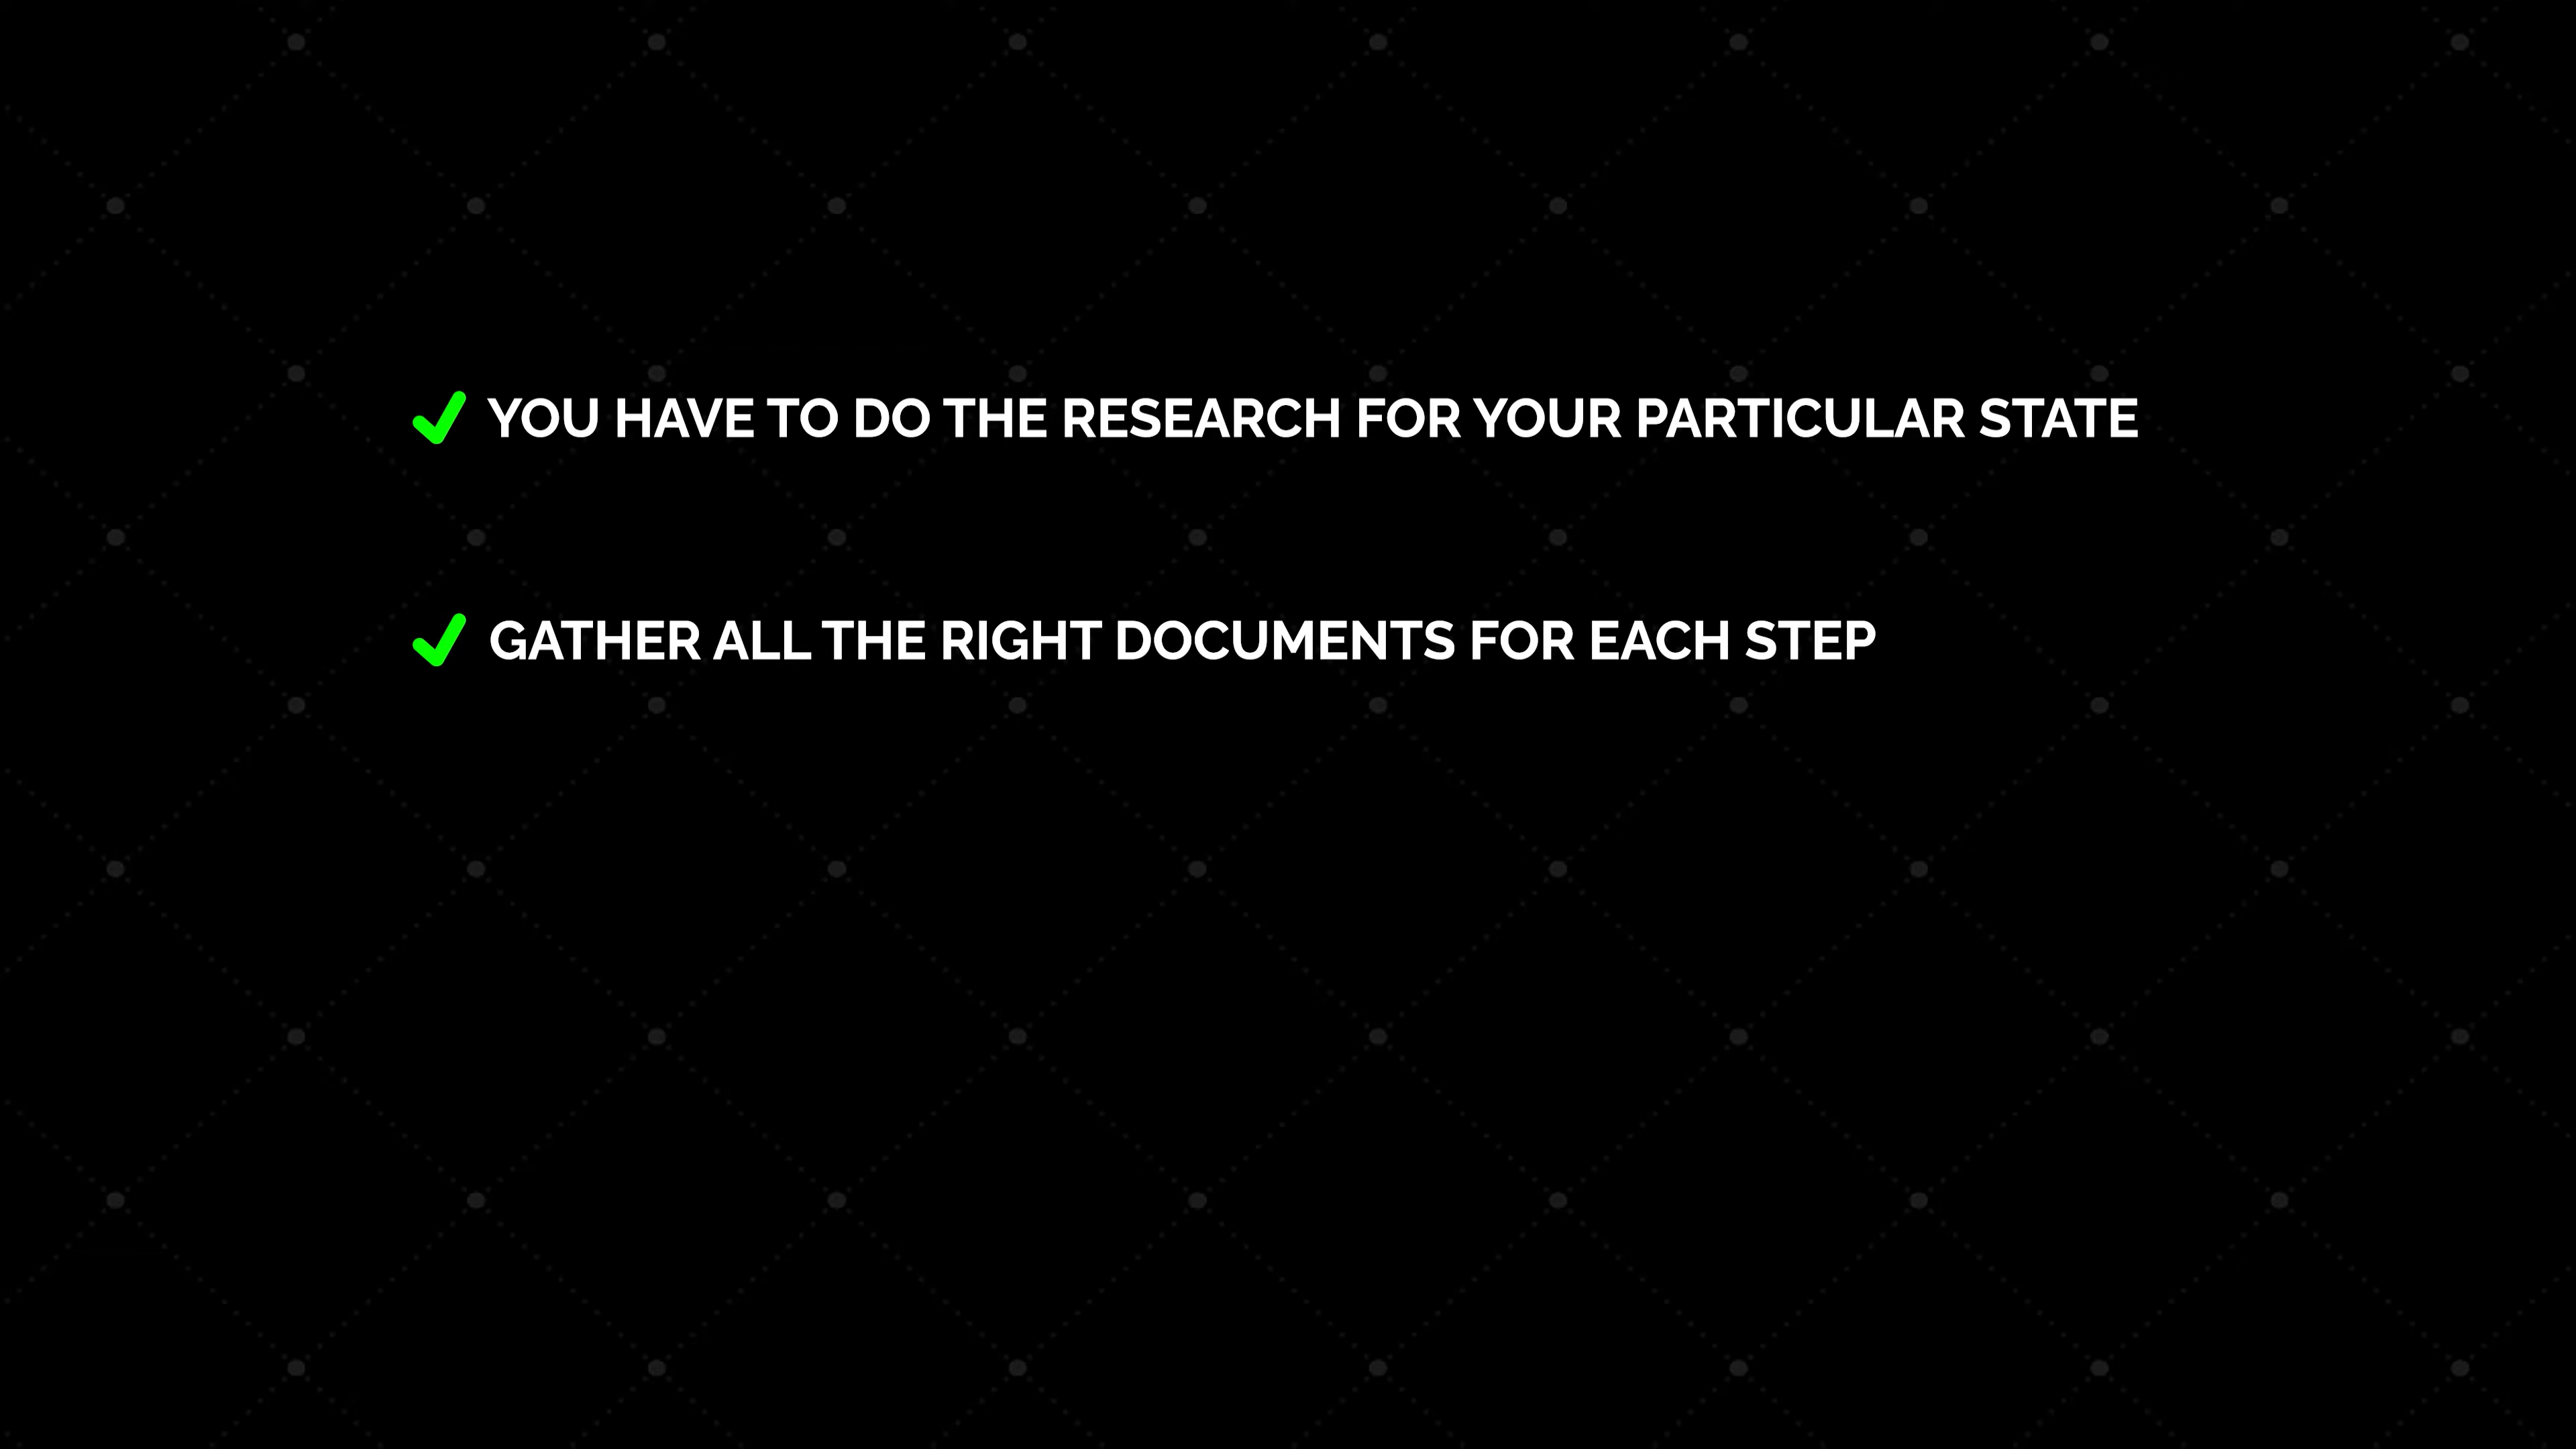 YOU HAVE TO DO THE RESEARCH FOR YOUR PARTICULAR STATE
GATHER ALL THE RIGHT DOCUMENTS FOR EACH STEP